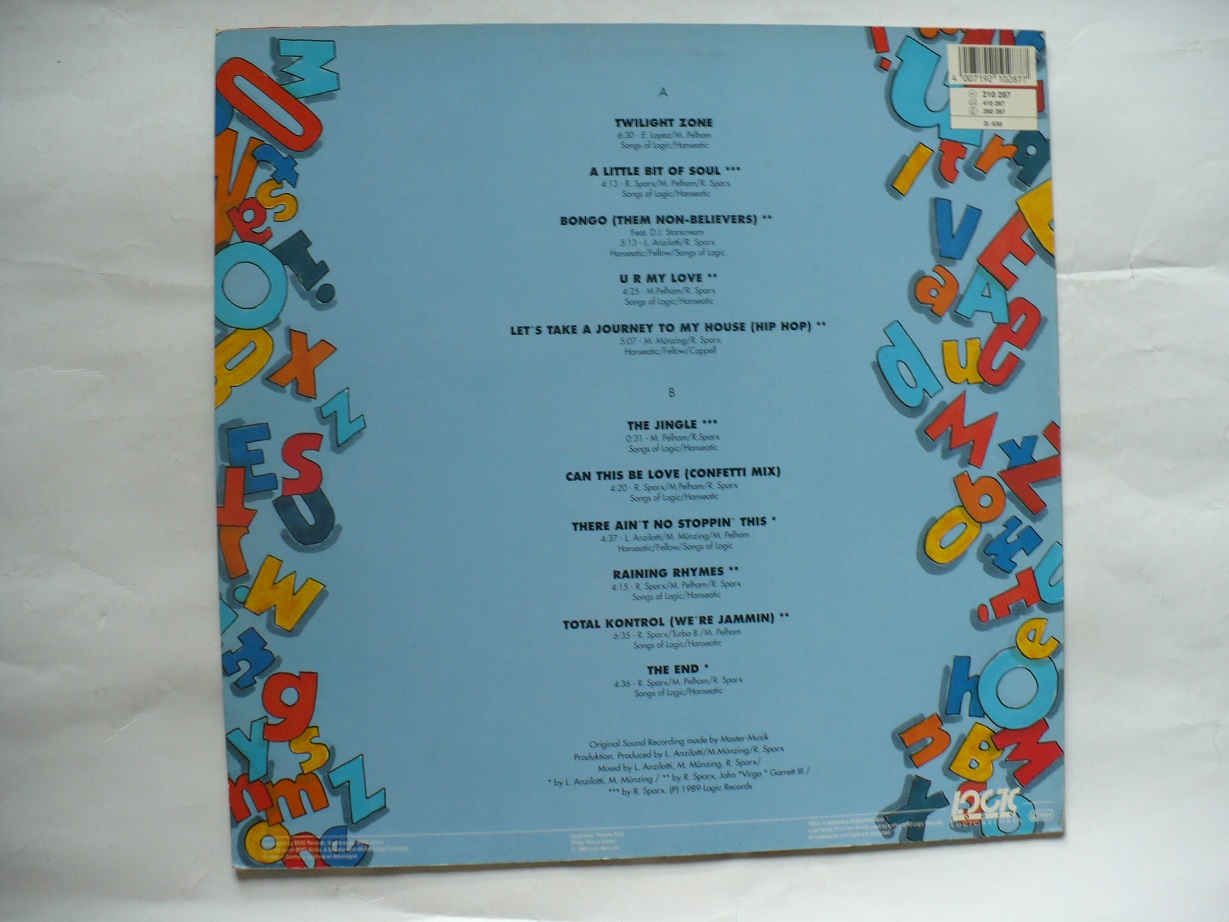 4 007192 102877
210 287
410 287
260 287
A
TWILIGHT ZONE
6:30 - E. Lopez/M. Pelham
Songs of Logic/Hanseatic
A LITTLE BIT OF SOUL ***
4:13 - R. Sparx/M. Pelham/R. Sparx
Songs of Logic/Hanseatic
BONGO (THEM NON-BELIEVERS) **
Feat. D.J. Starscream
5:13 - L. Anzilotti/R. Sparx
Hanseatic/Fellow/Songs of Logic
U R MY LOVE **
4:25 - M.Pelham/R. Sparx
Songs of Logic/Hanseatic
LET'S TAKE A JOURNEY TO MY HOUSE (HIP HOP) **
5:07 - M. Münzing/R. Sparx
Hanseatic/Fellow/Cappell
B
THE JINGLE ***
0:31 - M. Pelham/R.Sparx
Songs of Logic/Hanseatic
CAN THIS BE LOVE (CONFETTI MIX)
4:20 - R. Sparx/M.Pelham/R. Sparx
Songs of Logic/Hanseatic
THERE AIN'T NO STOPPIN' THIS *
4:37 - L. Anzilotti/M. Münzing/M. Pelham
Hanseatic/Fellow/Songs of Logic
RAINING RHYMES **
4:15 - R. Sparx/M. Pelham/R. Sparx
Songs of Logic/Hanseatic
TOTAL KONTROL (WE'RE JAMMIN) **
6:35 - R. Sparx/Turbo B./M. Pelham
Songs of Logic/Hanseatic
THE END *
4:36 - R. Sparx/M. Pelham/R. Sparx
Songs of Logic/Hanseatic
Original Sound Recording made by Master-Musik
Produktion. Produced by L. Anzilotti/M.Münzing/R. Sparx
Mixed by L. Anzilotti, M. Münzing, R. Sparx/
* by L. Anzilotti, M. Münzing / ** by R. Sparx, John "Virgo" Garrett III /
*** by R. Sparx. (P) 1989 Logic Records
LOGIC